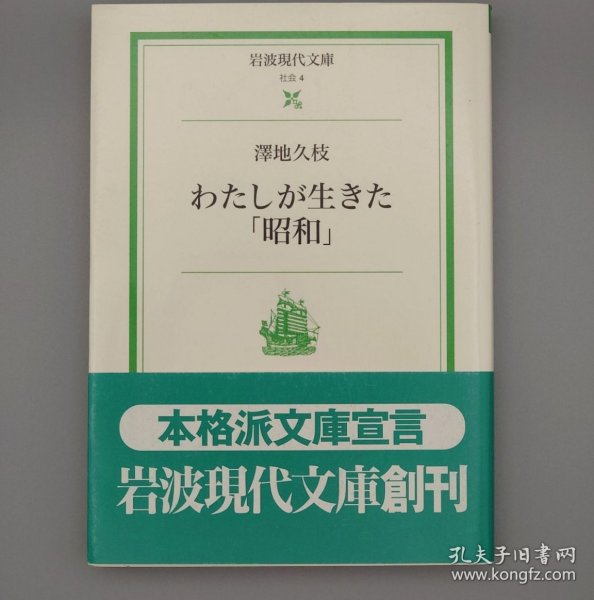 岩波現代文庫
社会 4
澤地久枝
わたしが生きた
「昭和」
本格派文庫宣言
岩波現代文庫創刊
孔夫子旧書网
www.kongfz.com